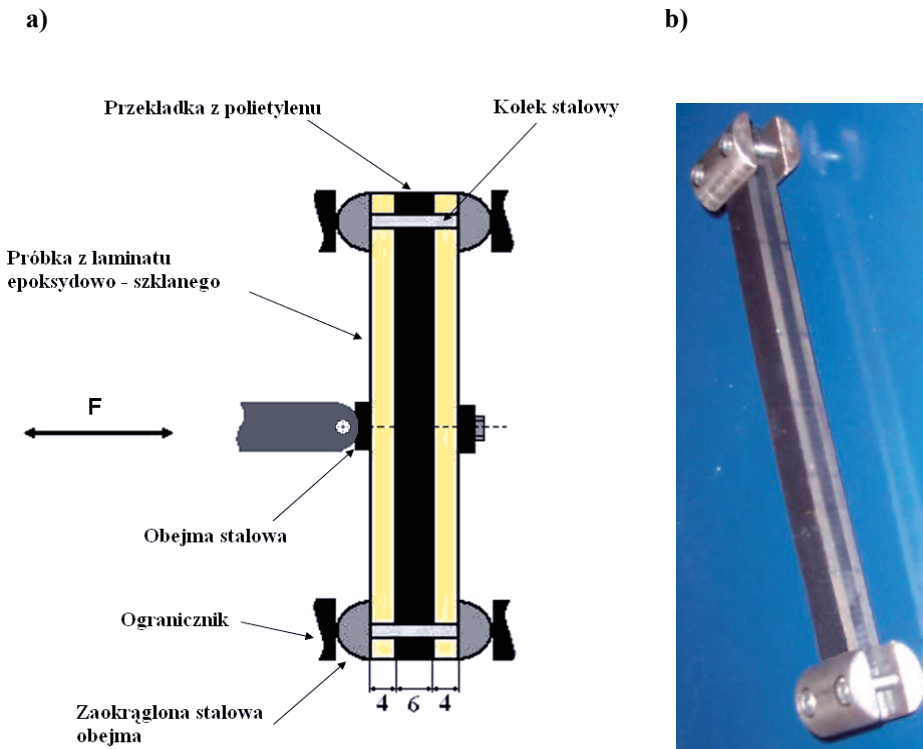 a)
b)
Przekładka z polietylenu
Kołek stalowy
Próbka z laminatu
epoksydowo - szklanego
F
Obejma stalowa
Ogranicznik
4 6 4
Zaokrąglona stalowa
obejma